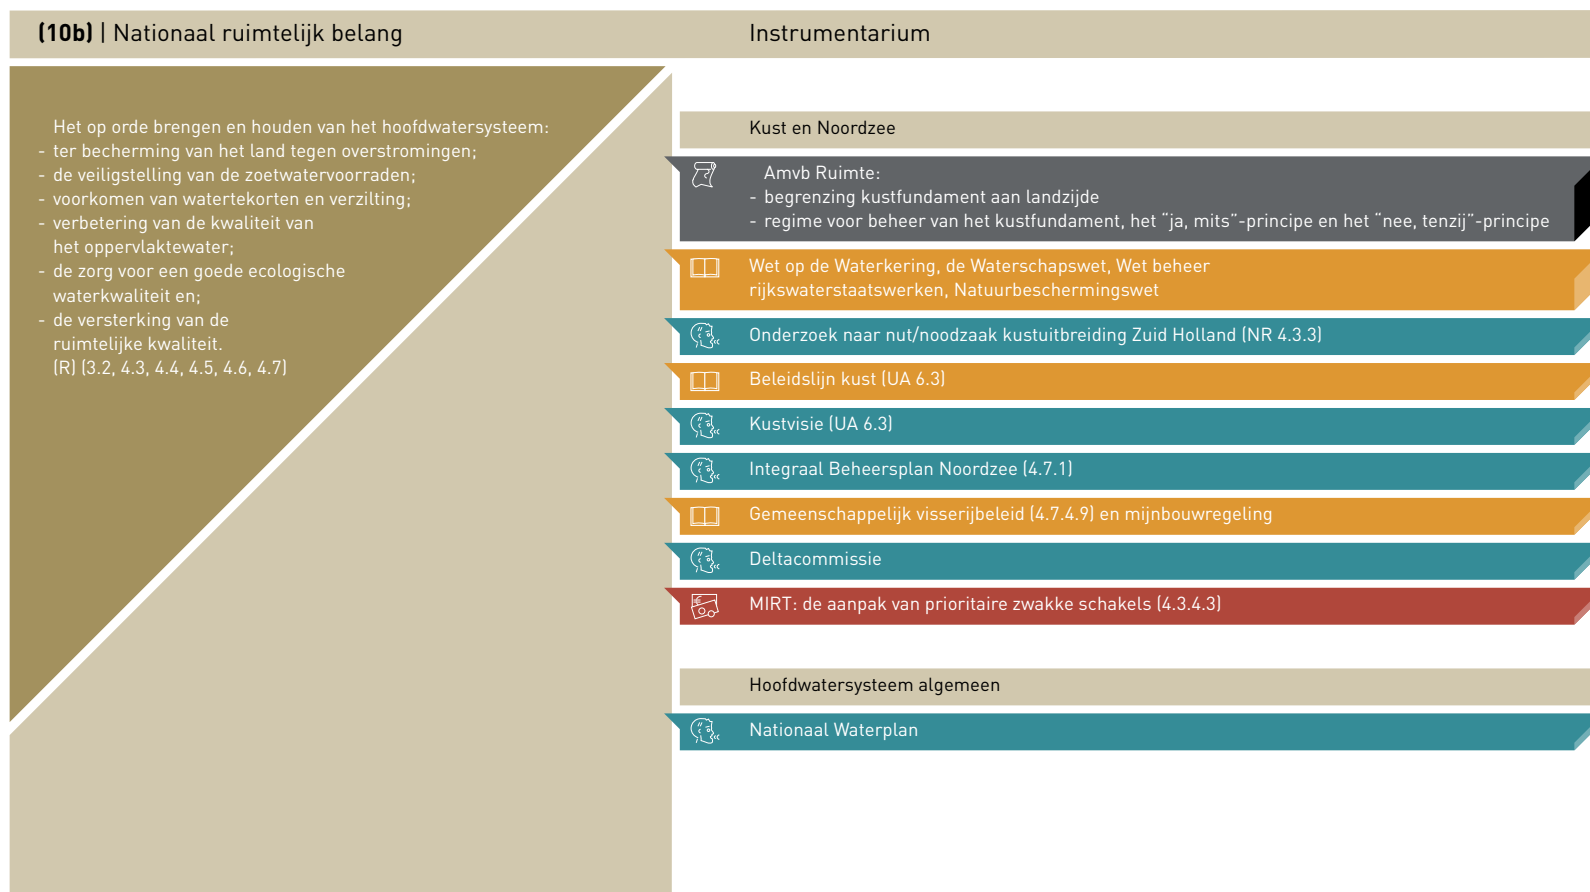 (10b) | Nationaal ruimtelijk belang
Instrumentarium
Het op orde brengen en houden van het hoofdwatersysteem:
- ter becherming van het land tegen overstromingen;
- de veiligstelling van de zoetwatervoorraden;
- voorkomen van watertekorten en verzilting;
- verbetering van de kwaliteit van
het oppervlaktewater;
- de zorg voor een goede ecologische
waterkwaliteit en;
- de versterking van de
ruimtelijke kwaliteit.
(R) (3.2, 4.3, 4.4, 4.5, 4.6, 4.7)
Kust en Noordzee
Amvb Ruimte:
- begrenzing kustfundament aan landzijde
- regime voor beheer van het kustfundament, het “ja, mits”-principe en het “nee, tenzij”-principe
Wet op de Waterkering, de Waterschapswet, Wet beheer
rijkswaterstaatswerken, Natuurbeschermingswet
Onderzoek naar nut/noodzaak kustuitbreiding Zuid Holland (NR 4.3.3)
Beleidslijn kust (UA 6.3)
Kustvisie (UA 6.3)
Integraal Beheersplan Noordzee (4.7.1)
Gemeenschappelijk visserijbeleid (4.7.4.9) en mijnbouwregeling
Deltacommissie
MIRT: de aanpak van prioritaire zwakke schakels (4.3.4.3)
Hoofdwatersysteem algemeen
Nationaal Waterplan